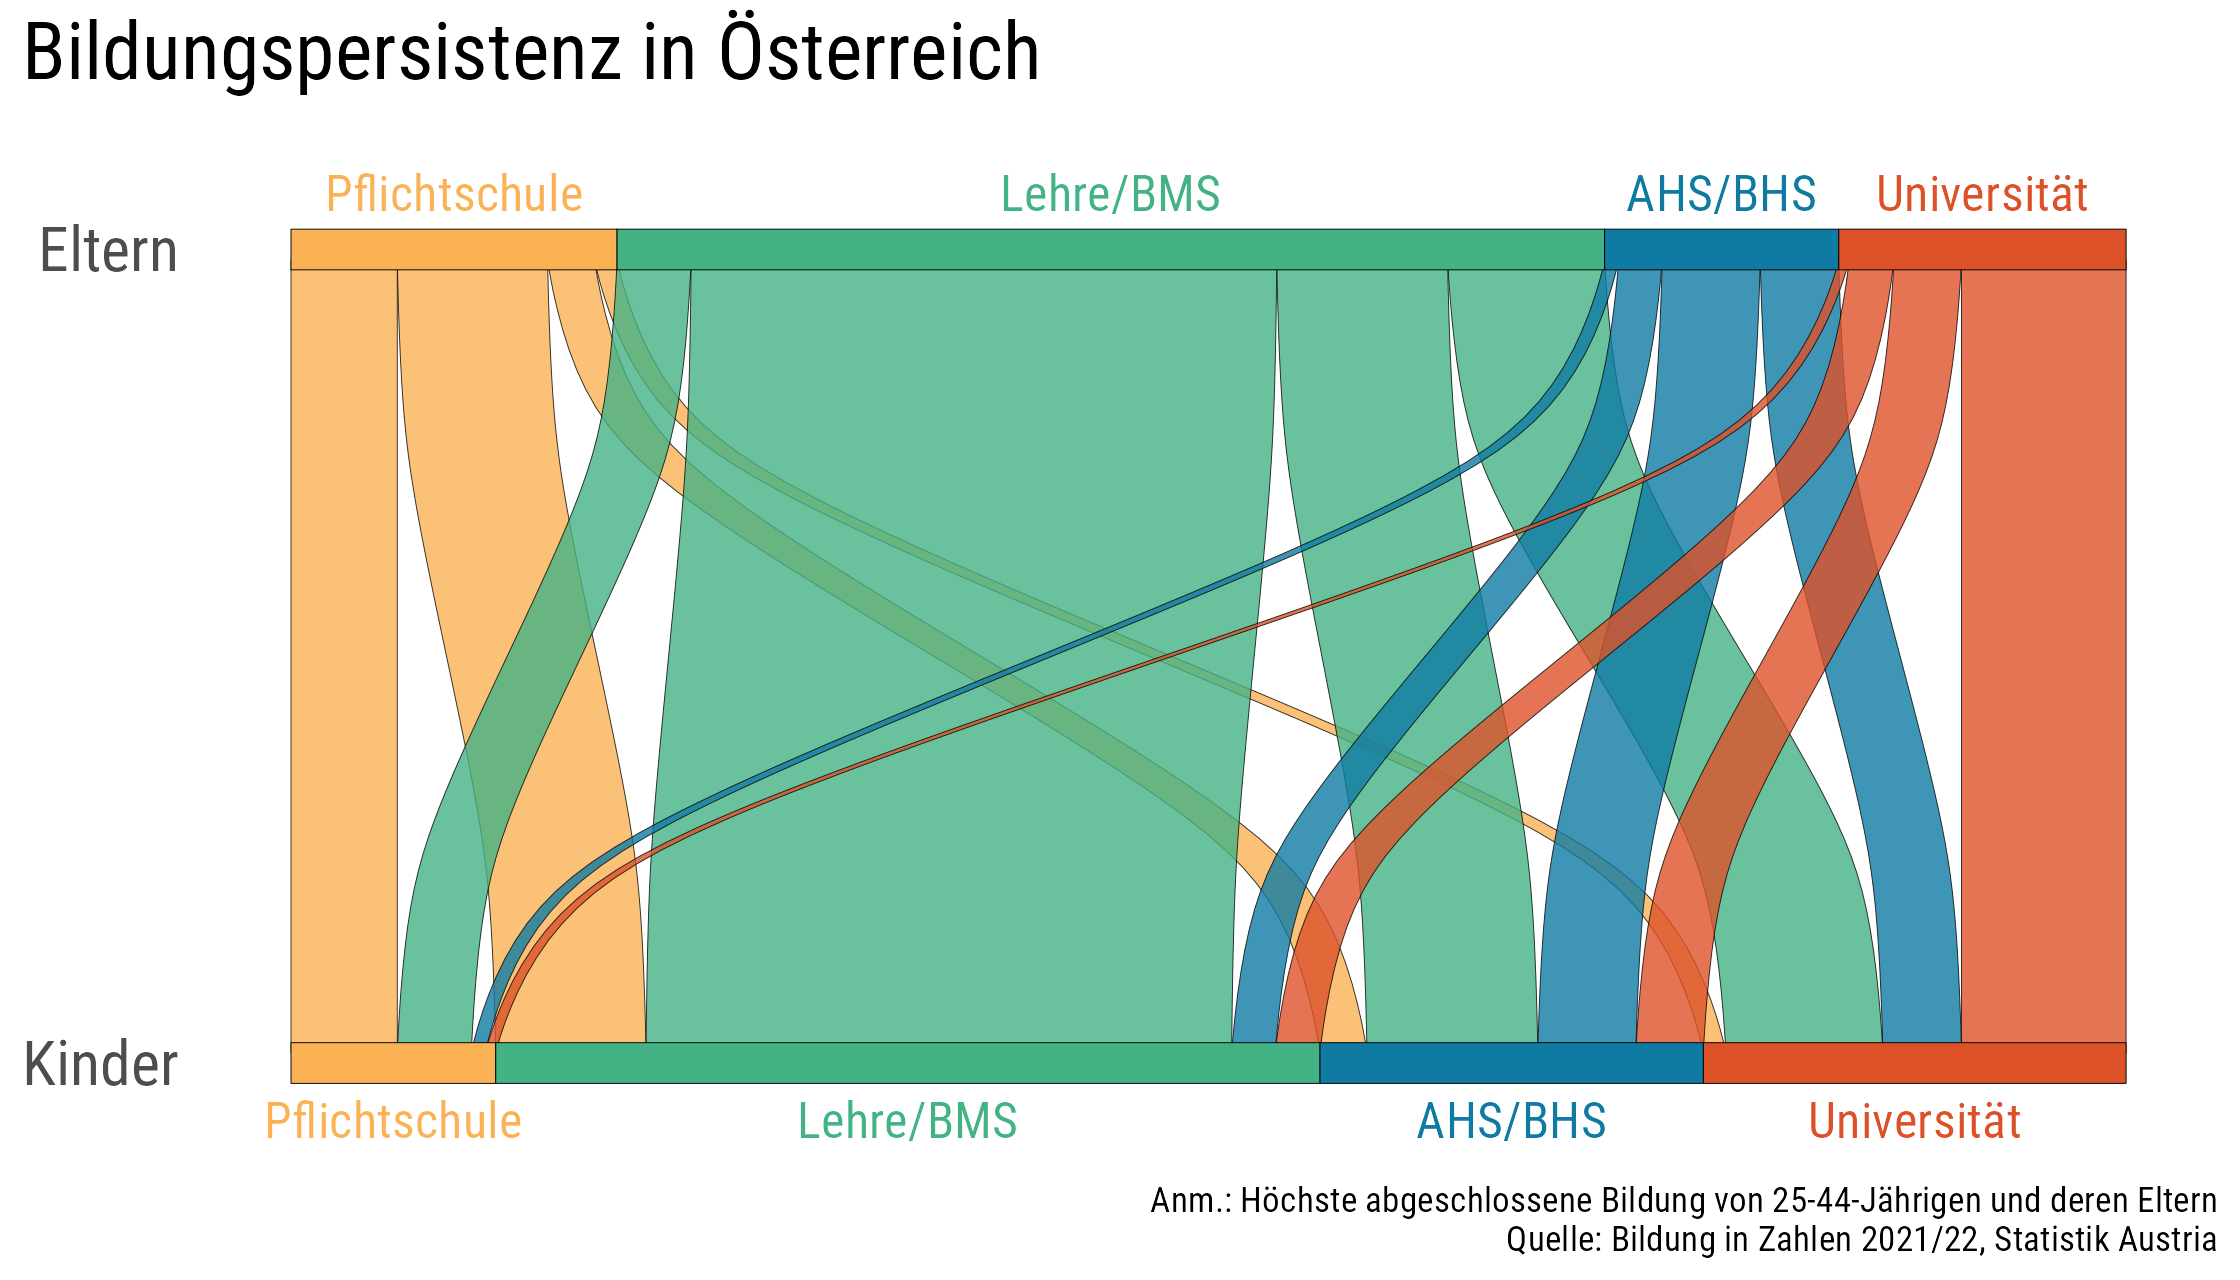 Bildungspersistenz in Österreich
Pflichtschule Lehre/BMS AHS/BHS Universität
Eltern
Kinder
Pflichtschule Lehre/BMS AHS/BHS Universität
Anm.: Höchste abgeschlossene Bildung von 25-44-Jährigen und deren Eltern
Quelle: Bildung in Zahlen 2021/22, Statistik Austria